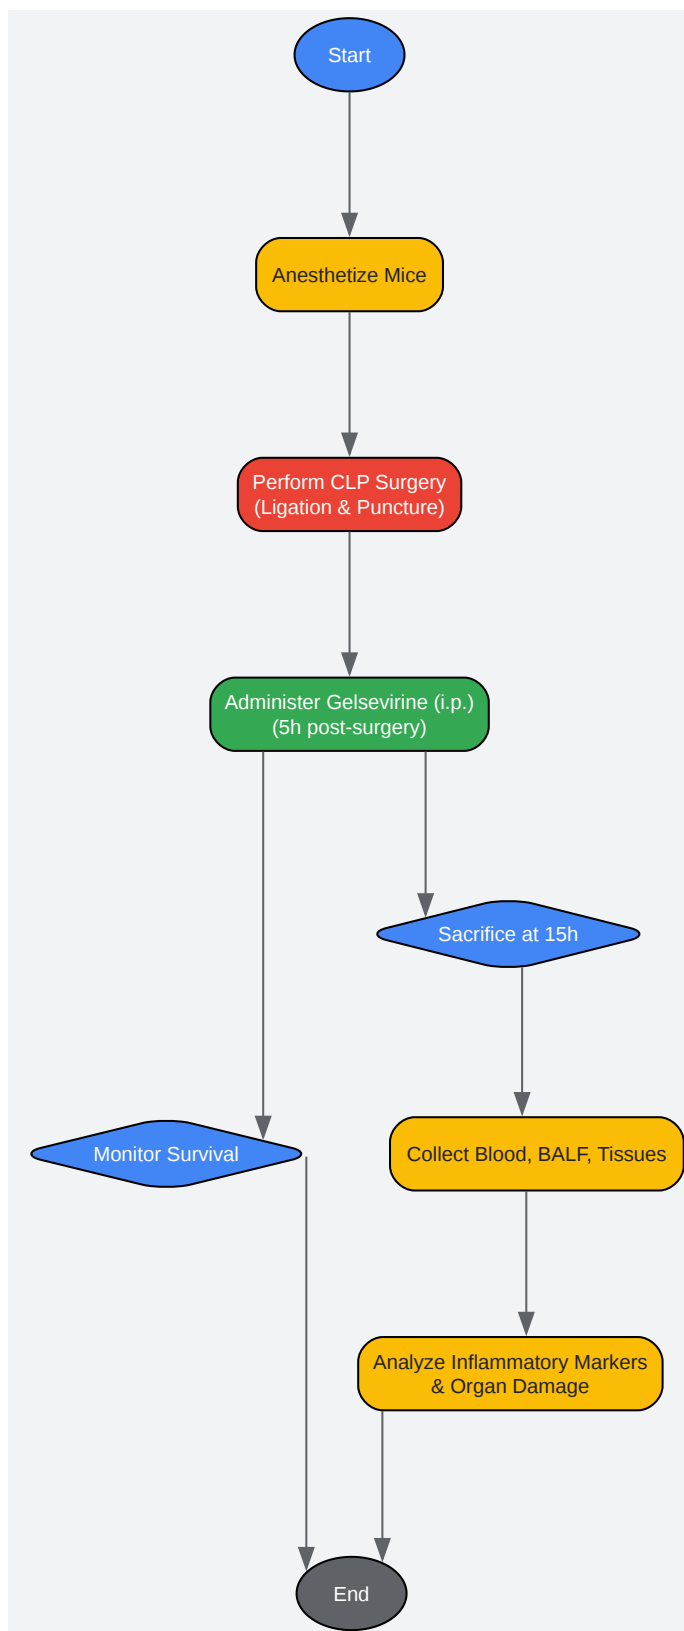 Start
Anesthetize Mice
Perform CLP Surgery
(Ligation & Puncture)
Administer Gelsevirine (i.p.)
(5h post-surgery)
Sacrifice at 15h
Monitor Survival
Collect Blood, BALF, Tissues
Analyze Inflammatory Markers
& Organ Damage
End